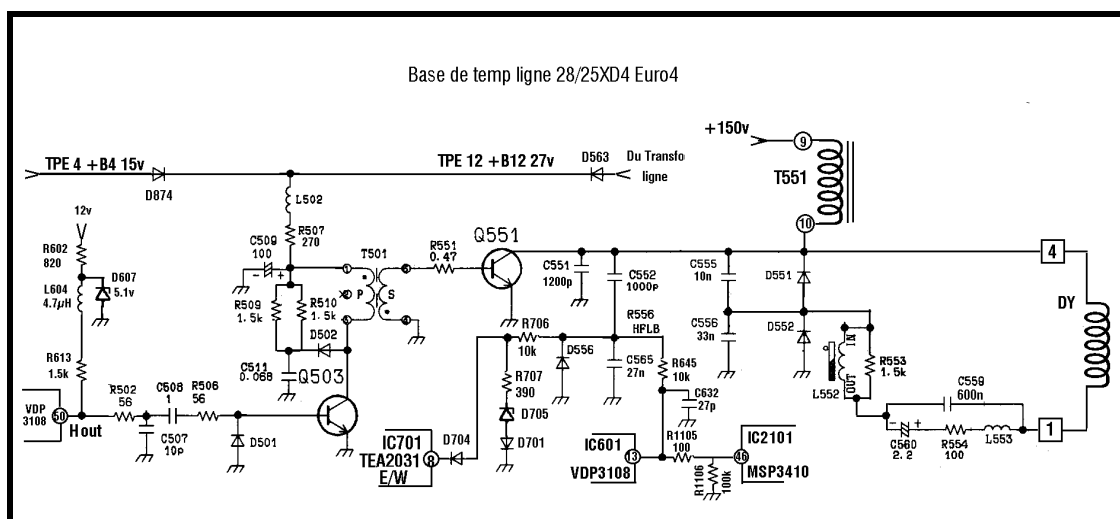 Base de temp ligne 28/25XD4 Euro4
+150v
9
T551
10
TPE 4 +B4 15v
TPE 12 +B12 27v
D563
Du Transfo
ligne
D874
L502
12v
R602
820
D607
5.1v
L604
4.7µH
R613
1.5k
C509
100
R507
270
T501
R551
0.47
Q551
P
S
R509
1.5k
R510
1.5k
D502
C511
0.068
Q503
C551
1200p
C552
1000p
C555
10n
D551
4
DY
R556
HFLB
R706
10k
D556
C565
27n
R645
10k
C556
33n
D552
IN
OUT
L552
R553
1.5k
R707
390
D705
D701
C632
27p
C559
600n
C560
2.2
R554
100
L553
1
VDP
3108
50
Hout
R502
56
C508
1
R506
56
C507
10p
D501
IC701
TEA2031
E/W
8
D704
IC601
VDP3108
13
R1105
100
R1106
100k
IC2101
46
MSP3410